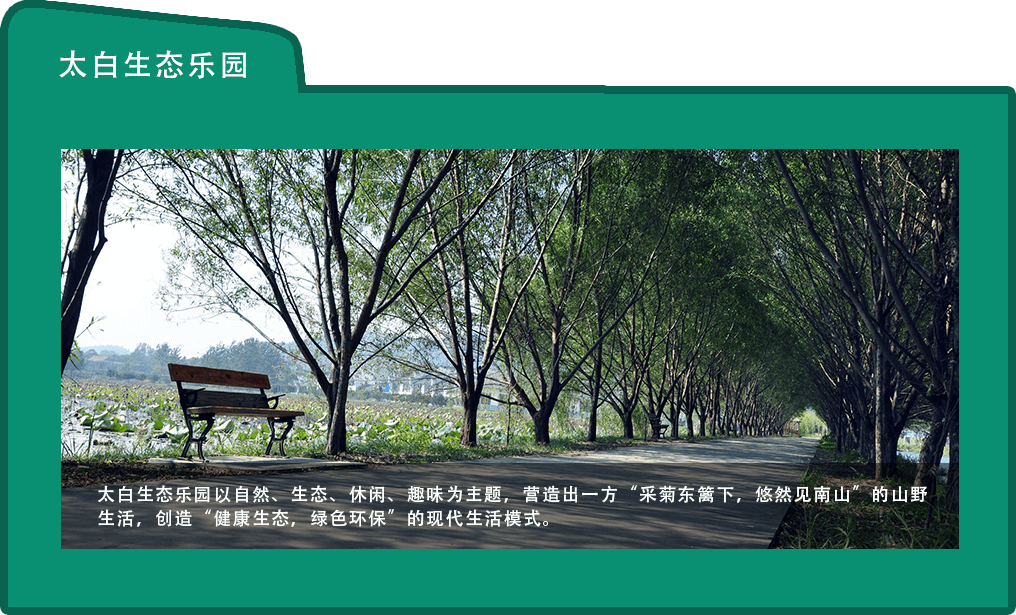 太白生态乐园
太白生态乐园以自然、生态、休闲、趣味为主题，营造出一方“采菊东篱下，悠然见南山”的山野
生活，创造“健康生态，绿色环保”的现代生活模式。